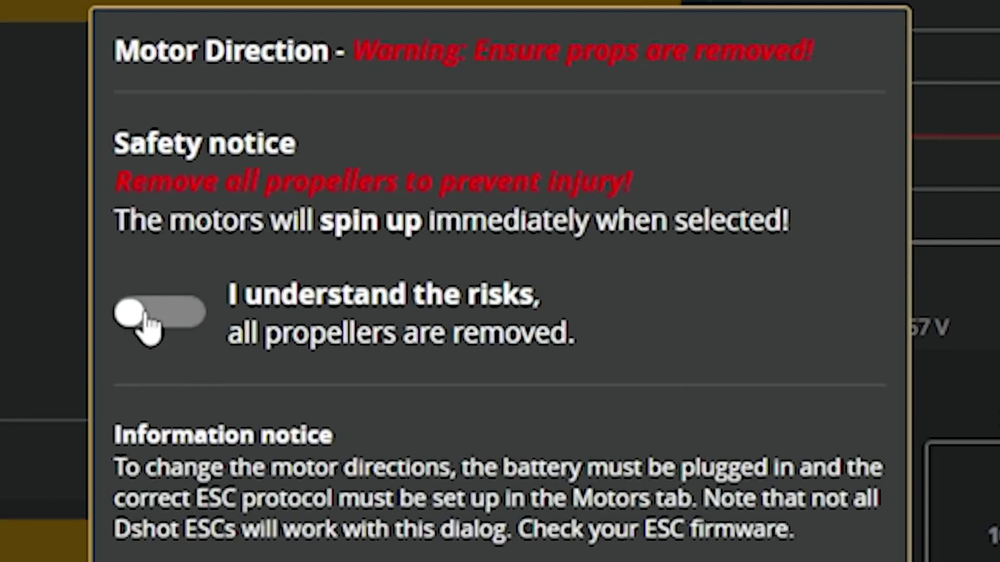 Motor Direction - Warning: Ensure props are removed!
Safety notice
Remove all propellers to prevent injury!
The motors will spin up immediately when selected!
I understand the risks,
all propellers are removed.
67 V
Information notice
To change the motor directions, the battery must be plugged in and the
correct ESC protocol must be set up in the Motors tab. Note that not all
Dshot ESCs will work with this dialog. Check your ESC firmware.